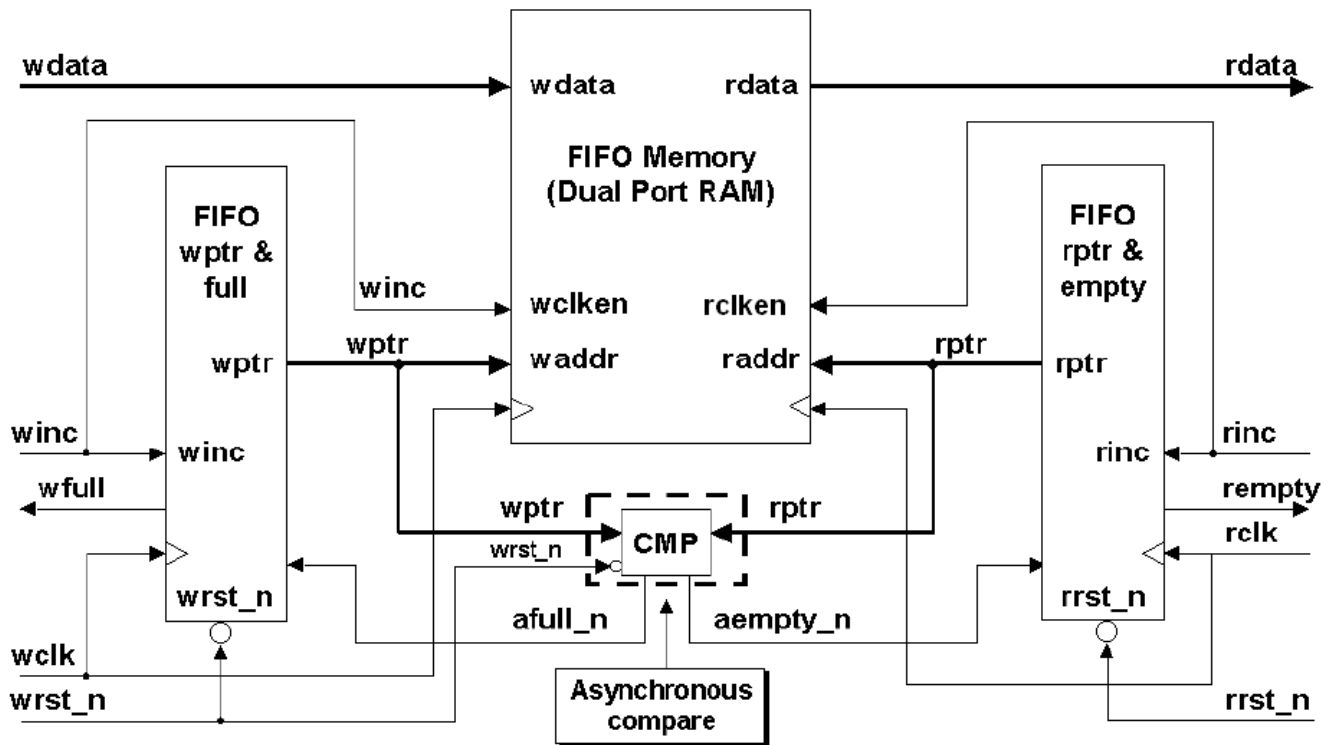 wdata
rdata
wdata
rdata
FIFO Memory
(Dual Port RAM)
FIFO
wptr &
full
FIFO
rptr &
empty
winc
wclken
rclken
wptr
rptr
wptr
waddr
raddr
rptr
winc
rinc
winc
rinc
wfull
rempty
wptr
rptr
rclk
wrst_n
CMP
wrst_n
rrst_n
afull_n
aempty_n
wclk
wrst_n
rrst_n
Asynchronous
compare